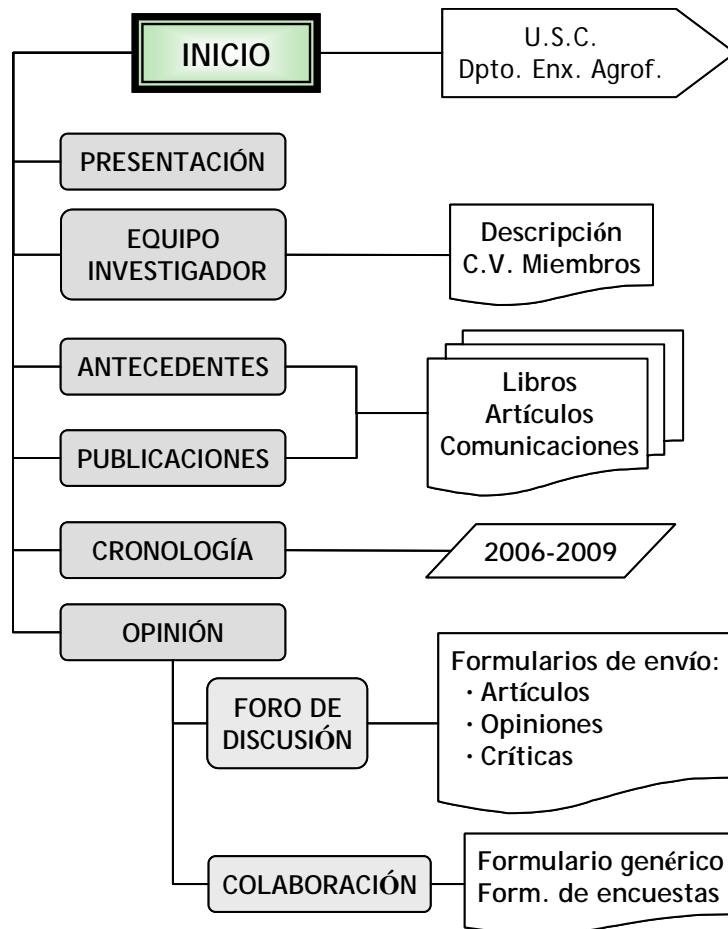 INICIO
U.S.C.
Dpto. Enx. Agrof.
PRESENTACIÓN
EQUIPO
INVESTIGADOR
Descripción
C.V. Miembros
ANTECEDENTES
PUBLICACIONES
Libros
Artículos
Comunicaciones
CRONOLOGÍA
2006-2009
OPINIÓN
FORO DE
DISCUSIÓN
Formularios de envío:
· Artículos
· Opiniones
· Críticas
COLABORACIÓN
Formulario genérico
Form. de encuestas